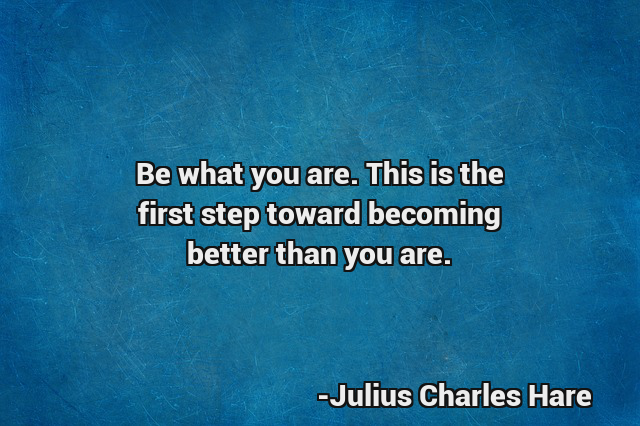 Be what you are. This is the
first step toward becoming
better than you are.
-Julius Charles Hare